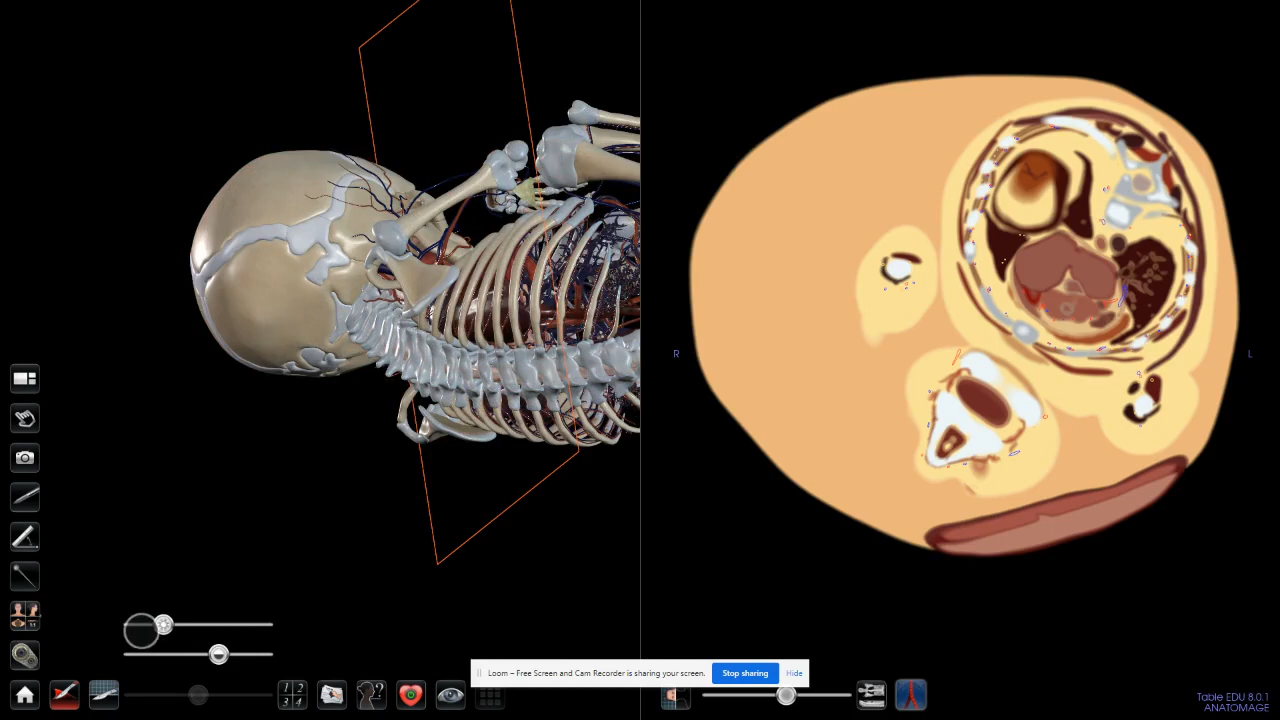 R
L
Loom – Free Screen and Cam Recorder is sharing your screen.
Stop sharing
Hide
1 2
3 4
?
Table EDU 8.0.1
ANATOMAGE